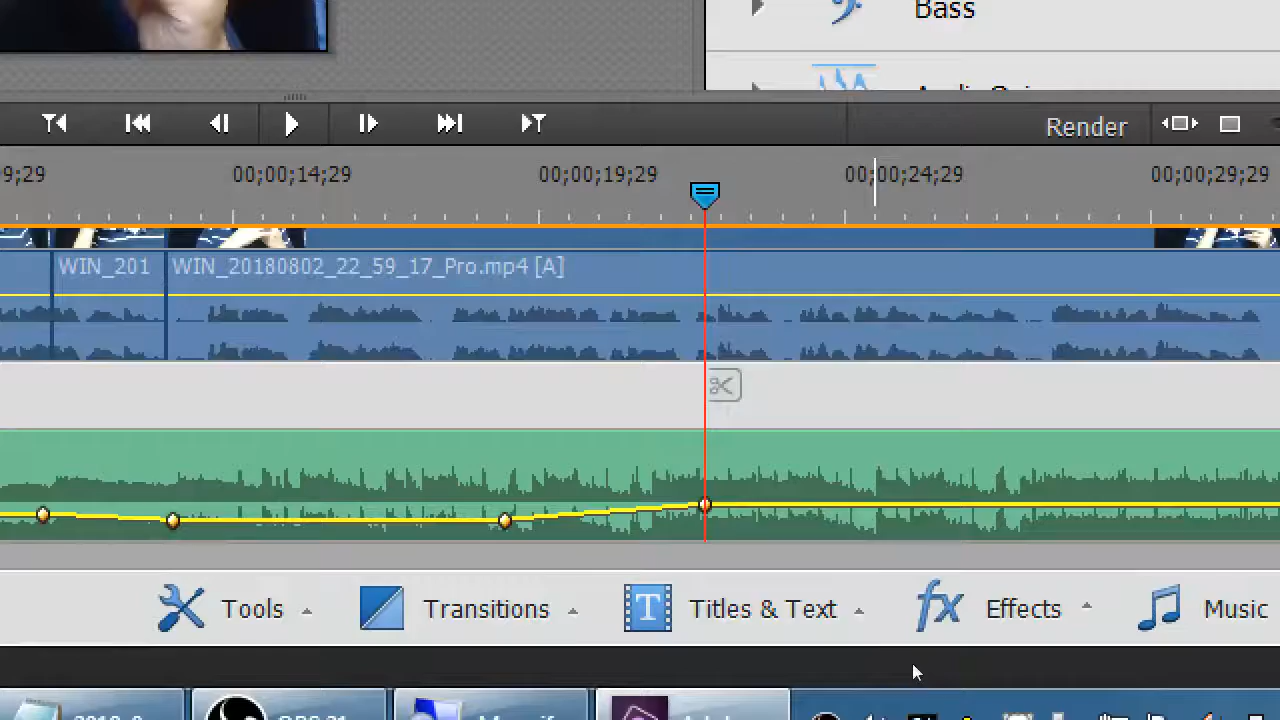 Bass
Render
9;29 00;00;14;29 00;00;19;29 00;00;24;29 00;00;29;29
WIN_201 WIN_20180802_22_59_17_Pro.mp4 [A]
Tools Transitions T Titles & Text fx Effects Music